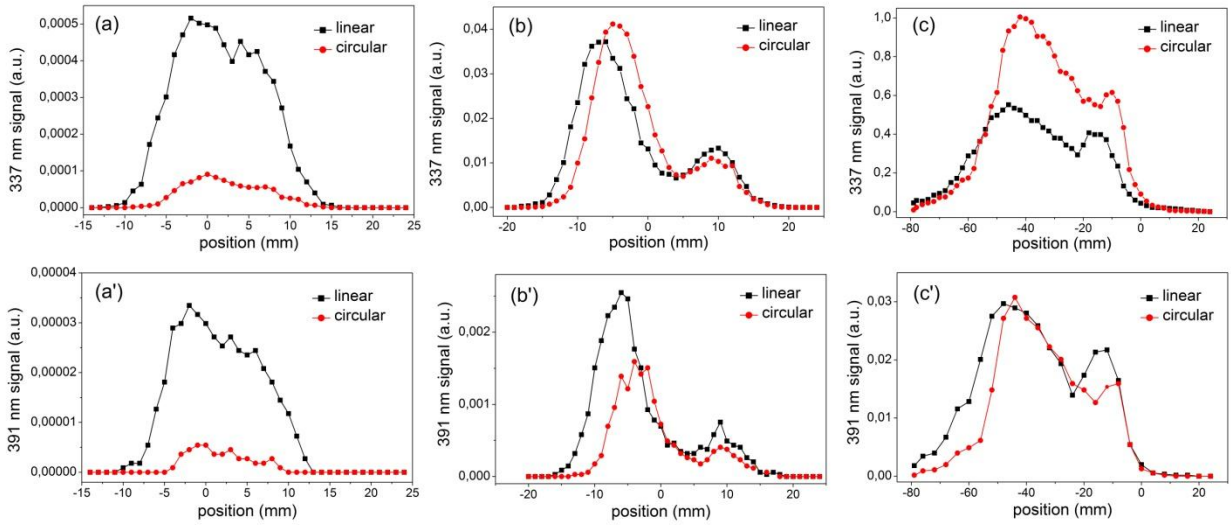 (a)
linear
circular
337 nm signal (a.u.)
0,0005
0,0004
0,0003
0,0002
0,0001
0,0000
-15 -10 -5 0 5 10 15 20 25
position (mm)
(b)
linear
circular
337 nm signal (a.u.)
0,04
0,03
0,02
0,01
0,00
-20 -10 0 10 20
position (mm)
(c)
linear
circular
337 nm signal (a.u.)
1,0
0,8
0,6
0,4
0,2
0,0
-80 -60 -40 -20 0 20
position (mm)
(a')
linear
circular
391 nm signal (a.u.)
0,00004
0,00003
0,00002
0,00001
0,00000
-15 -10 -5 0 5 10 15 20 25
position (mm)
(b')
linear
circular
391 nm signal (a.u.)
0,002
0,001
0,000
-20 -10 0 10 20
position (mm)
(c')
linear
circular
391 nm signal (a.u.)
0,03
0,02
0,01
0,00
-80 -60 -40 -20 0 20
position (mm)